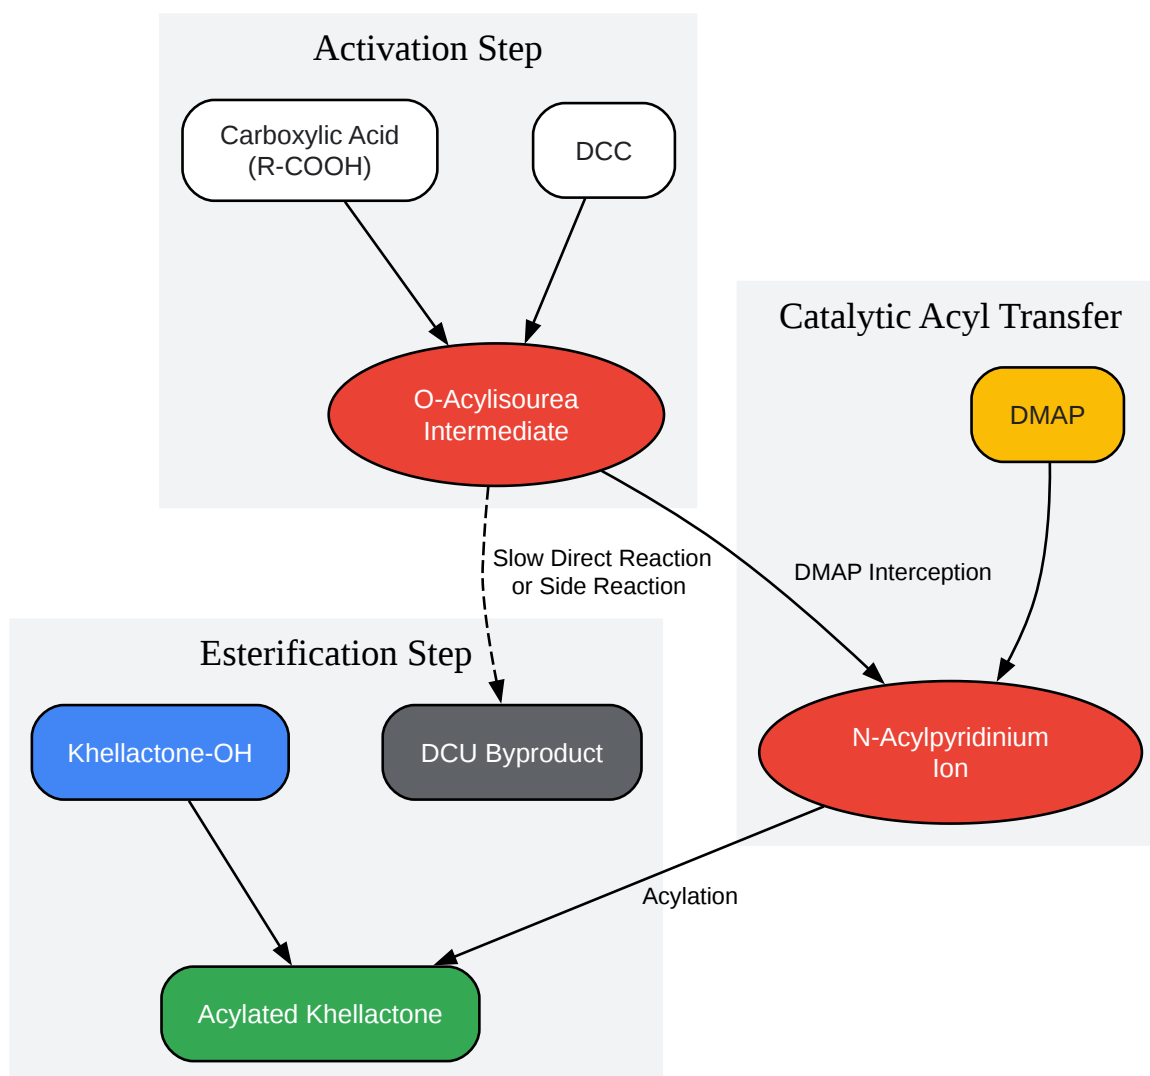 Activation Step
Carboxylic Acid
(R-COOH)
DCC
O-Acylisourea
Intermediate
Catalytic Acyl Transfer
DMAP
Slow Direct Reaction
or Side Reaction
DMAP Interception
N-Acylpyridinium
Ion
Esterification Step
Khellactone-OH
DCU Byproduct
Acylation
Acylated Khellactone